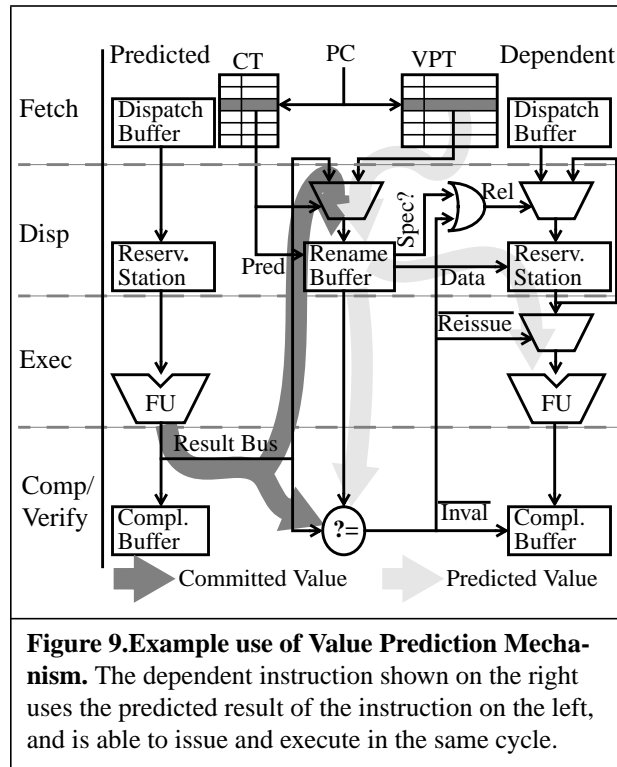 Predicted CT PC VPT Dependent
Fetch
Dispatch
Buffer
Dispatch
Buffer
Disp
Spec?
Rel
Reserv.
Station
Pred
Rename
Buffer
Data
Reserv.
Station
Reissue
Exec
FU
FU
Result Bus
Comp/
Verify
Compl.
Buffer
?=
Inval
Compl.
Buffer
Committed Value
Predicted Value
Figure 9.Example use of Value Prediction Mecha-
nism. The dependent instruction shown on the right
uses the predicted result of the instruction on the left,
and is able to issue and execute in the same cycle.